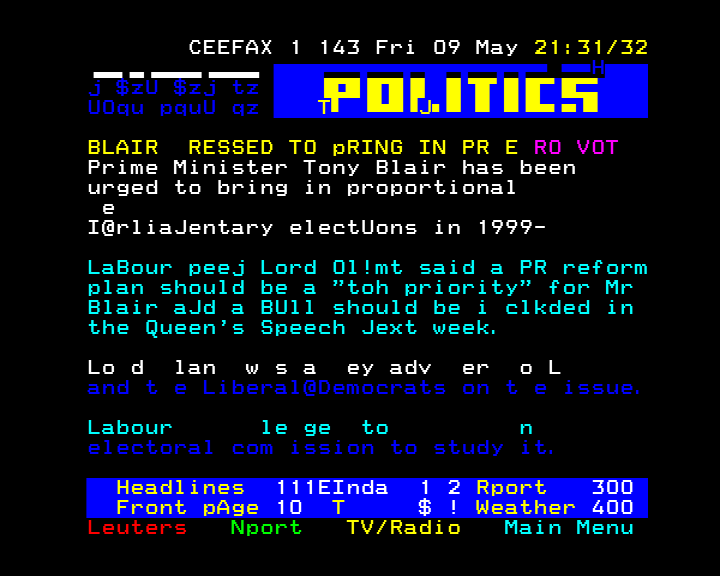 CEEFAX 1 143 Fri 09 May 21:31/32
H
j $zU $zj tz
UOqu pquU qz
POLITICS
T J
BLAIR  RESSED TO pRING IN PR E RO VOT
Prime Minister Tony Blair has been
urged to bring in proportional
e
I@rliaJentary electUons in 1999-
LaBour peej Lord Ol!mt said a PR reform
plan should be a "toh priority" for Mr
Blair aJd a BUll should be i clkded in
the Queen's Speech Jext week.
Lo d  lan  w s a  ey adv  er  o L
and t e Liberal@Democrats on t e issue.
Labour      le ge  to         n
electoral com ission to study it.
Headlines  111EInda  1 2 Rport   300
Front pAge 10  T     $ ! Weather 400
Leuters   Nport   TV/Radio   Main Menu